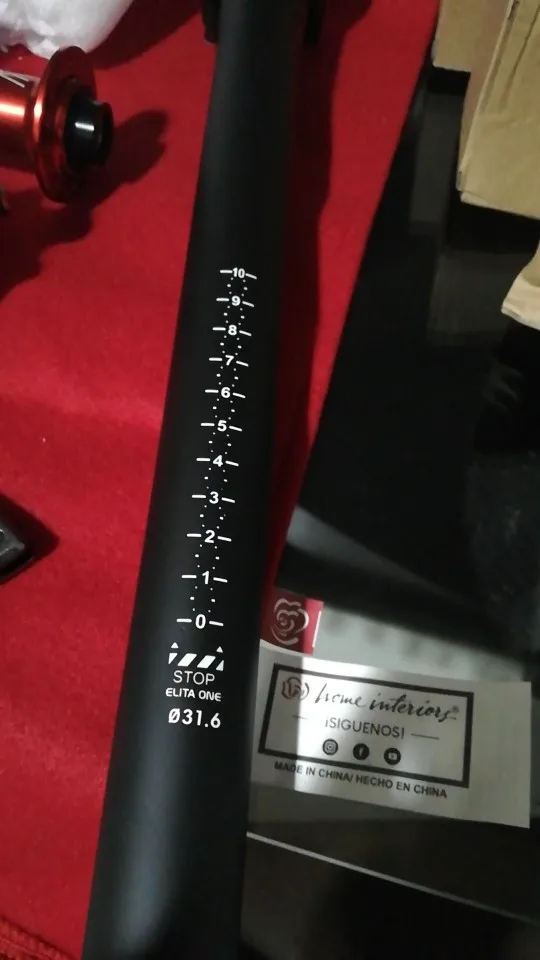 10
9
8
7
6
5
4
3
2
1
0
STOP
ELITA ONE
Ø31.6
home interiors®
¡SIGUENOS!
MADE IN CHINA/ HECHO EN CHINA